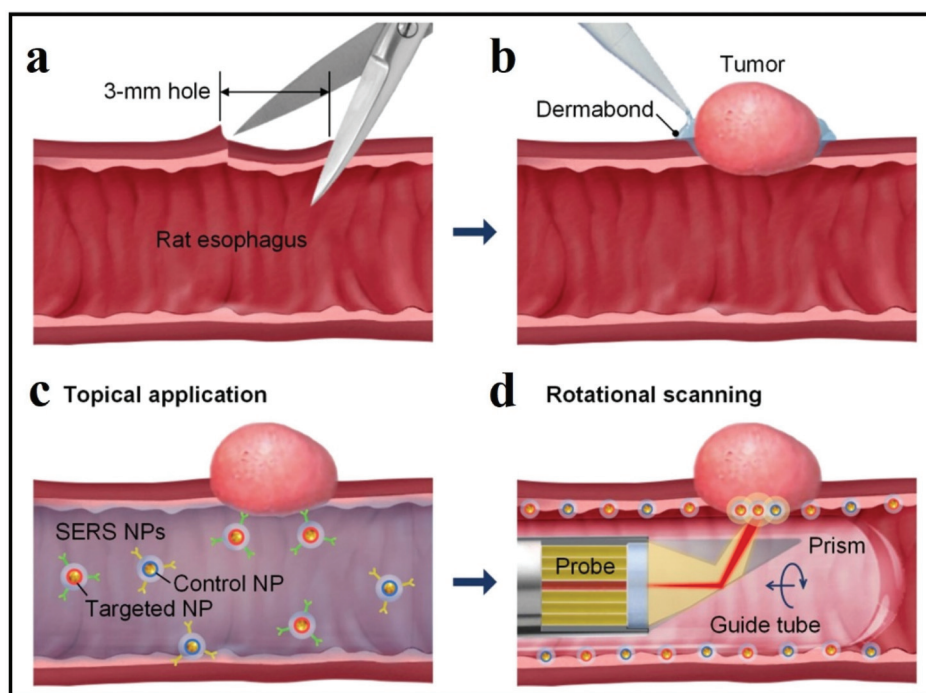 a
3-mm hole
Rat esophagus
b
Tumor
Dermabond
c Topical application
SERS NPs
Control NP
Targeted NP
d Rotational scanning
Prism
Probe
Guide tube